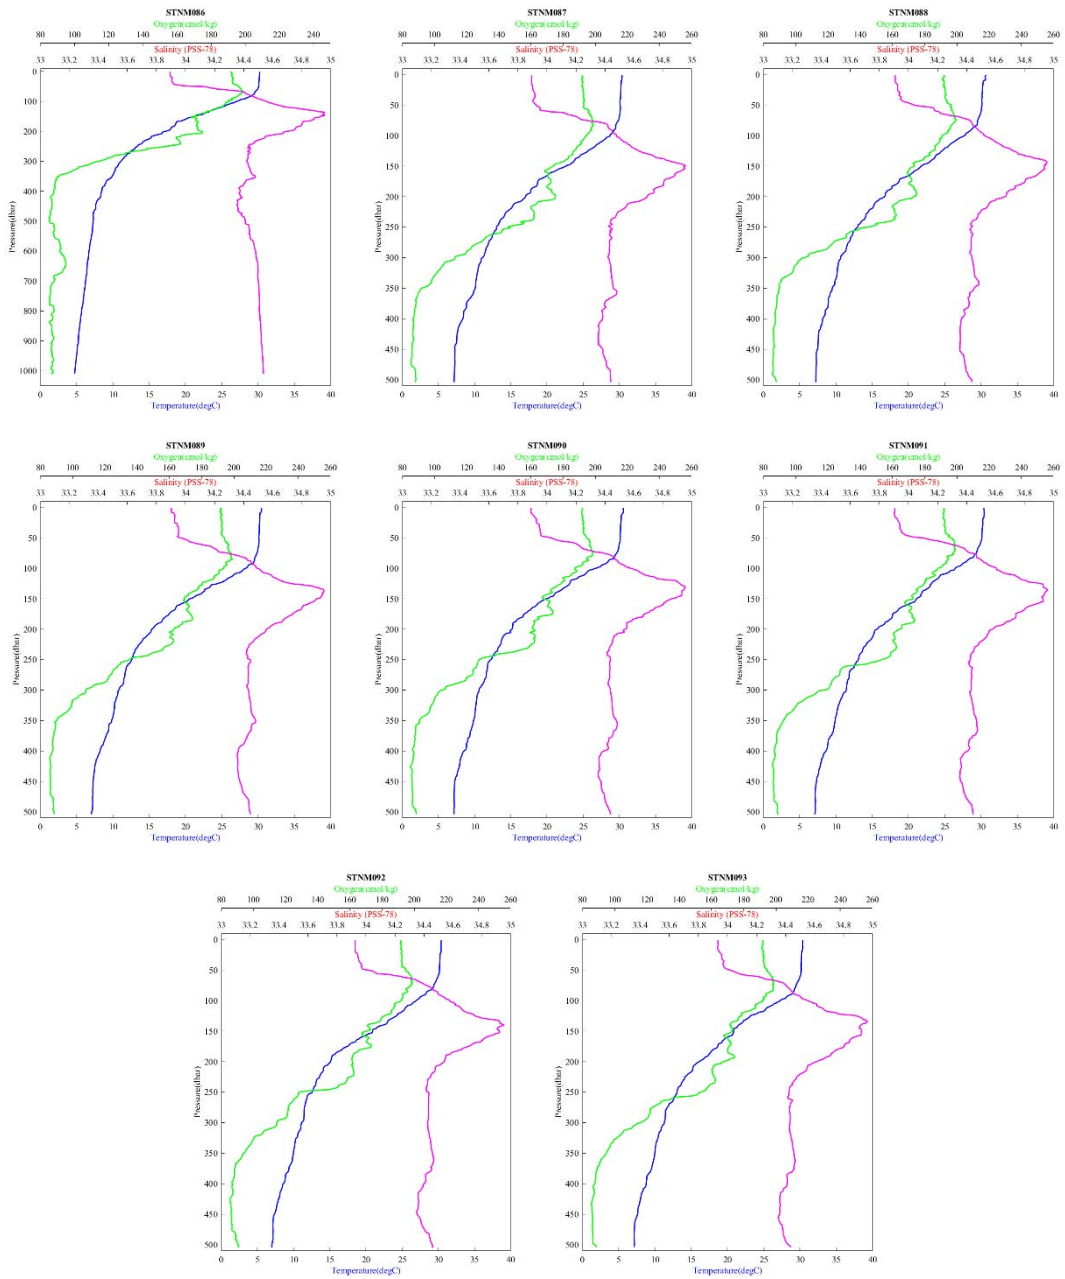 STNM086
Oxygen(umol/kg)
80 100 120 140 160 180 200 220 240
Salinity (PSS-78)
33 33.2 33.4 33.6 33.8 34 34.2 34.4 34.6 34.8 35
Pressure(dbar)
0
100
200
300
400
500
600
700
800
900
1000
0 5 10 15 20 25 30 35 40
Temperature(degC)
STNM087
Oxygen(umol/kg)
80 100 120 140 160 180 200 220 240 260
Salinity (PSS-78)
33 33.2 33.4 33.6 33.8 34 34.2 34.4 34.6 34.8 35
Pressure(dbar)
0
50
100
150
200
250
300
350
400
450
500
0 5 10 15 20 25 30 35 40
Temperature(degC)
STNM088
Oxygen(umol/kg)
80 100 120 140 160 180 200 220 240 260
Salinity (PSS-78)
33 33.2 33.4 33.6 33.8 34 34.2 34.4 34.6 34.8 35
Pressure(dbar)
0
50
100
150
200
250
300
350
400
450
500
0 5 10 15 20 25 30 35 40
Temperature(degC)
STNM089
Oxygen(umol/kg)
80 100 120 140 160 180 200 220 240 260
Salinity (PSS-78)
33 33.2 33.4 33.6 33.8 34 34.2 34.4 34.6 34.8 35
Pressure(dbar)
0
50
100
150
200
250
300
350
400
450
500
0 5 10 15 20 25 30 35 40
Temperature(degC)
STNM090
Oxygen(umol/kg)
80 100 120 140 160 180 200 220 240 260
Salinity (PSS-78)
33 33.2 33.4 33.6 33.8 34 34.2 34.4 34.6 34.8 35
Pressure(dbar)
0
50
100
150
200
250
300
350
400
450
500
0 5 10 15 20 25 30 35 40
Temperature(degC)
STNM091
Oxygen(umol/kg)
80 100 120 140 160 180 200 220 240 260
Salinity (PSS-78)
33 33.2 33.4 33.6 33.8 34 34.2 34.4 34.6 34.8 35
Pressure(dbar)
0
50
100
150
200
250
300
350
400
450
500
0 5 10 15 20 25 30 35 40
Temperature(degC)
STNM092
Oxygen(umol/kg)
80 100 120 140 160 180 200 220 240 260
Salinity (PSS-78)
33 33.2 33.4 33.6 33.8 34 34.2 34.4 34.6 34.8 35
Pressure(dbar)
0
50
100
150
200
250
300
350
400
450
500
0 5 10 15 20 25 30 35 40
Temperature(degC)
STNM093
Oxygen(umol/kg)
80 100 120 140 160 180 200 220 240 260
Salinity (PSS-78)
33 33.2 33.4 33.6 33.8 34 34.2 34.4 34.6 34.8 35
Pressure(dbar)
0
50
100
150
200
250
300
350
400
450
500
0 5 10 15 20 25 30 35 40
Temperature(degC)